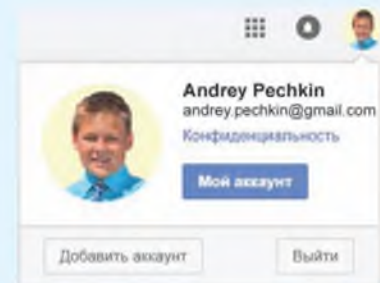 Andrey Pechkin
andrey.pechkin@gmail.com
Конфиденциальность
Мой аккаунт
Добавить аккаунт
Выйти